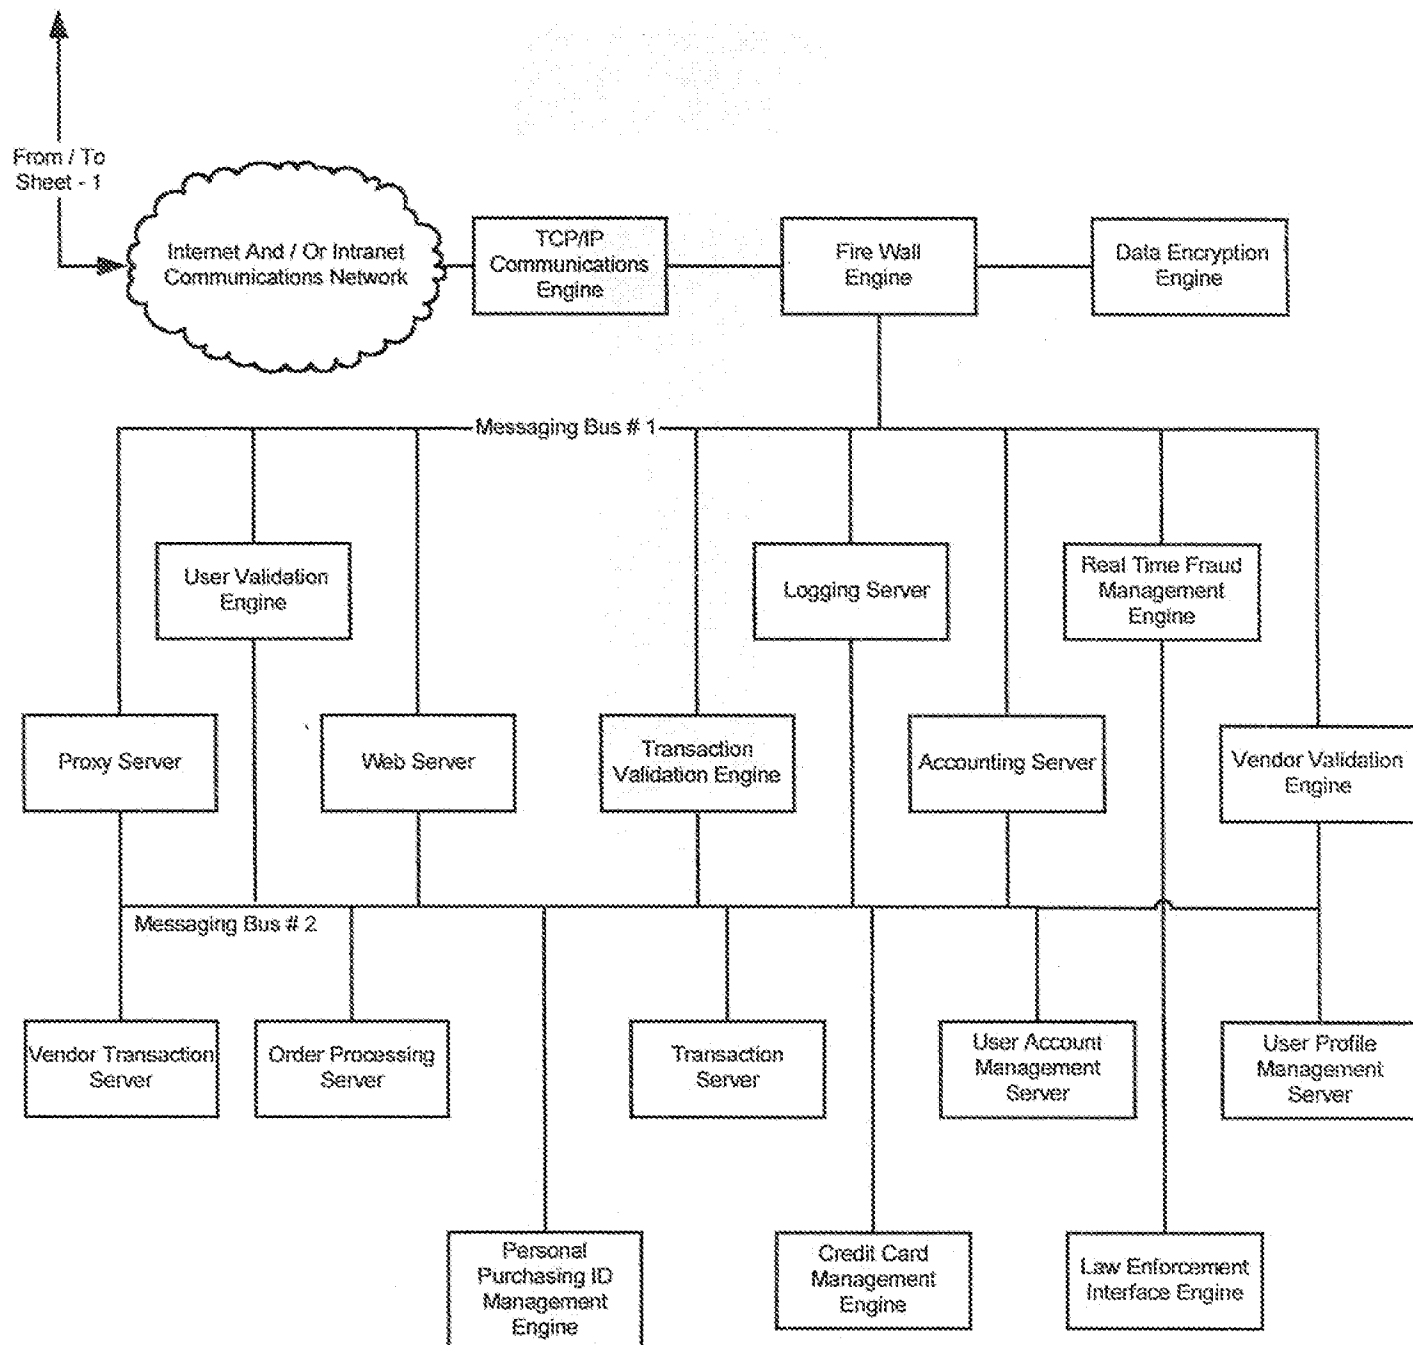 From / To
Sheet - 1
Internet And / Or Intranet
Communications Network
TCP/IP
Communications
Engine
Fire Wall
Engine
Data Encryption
Engine
Messaging Bus # 1
User Validation
Engine
Logging Server
Real Time Fraud
Management
Engine
Proxy Server
Web Server
Transaction
Validation Engine
Accounting Server
Vendor Validation
Engine
Messaging Bus # 2
Vendor Transaction
Server
Order Processing
Server
Transaction
Server
User Account
Management
Server
User Profile
Management
Server
Personal
Purchasing ID
Management
Engine
Credit Card
Management
Engine
Law Enforcement
Interface Engine